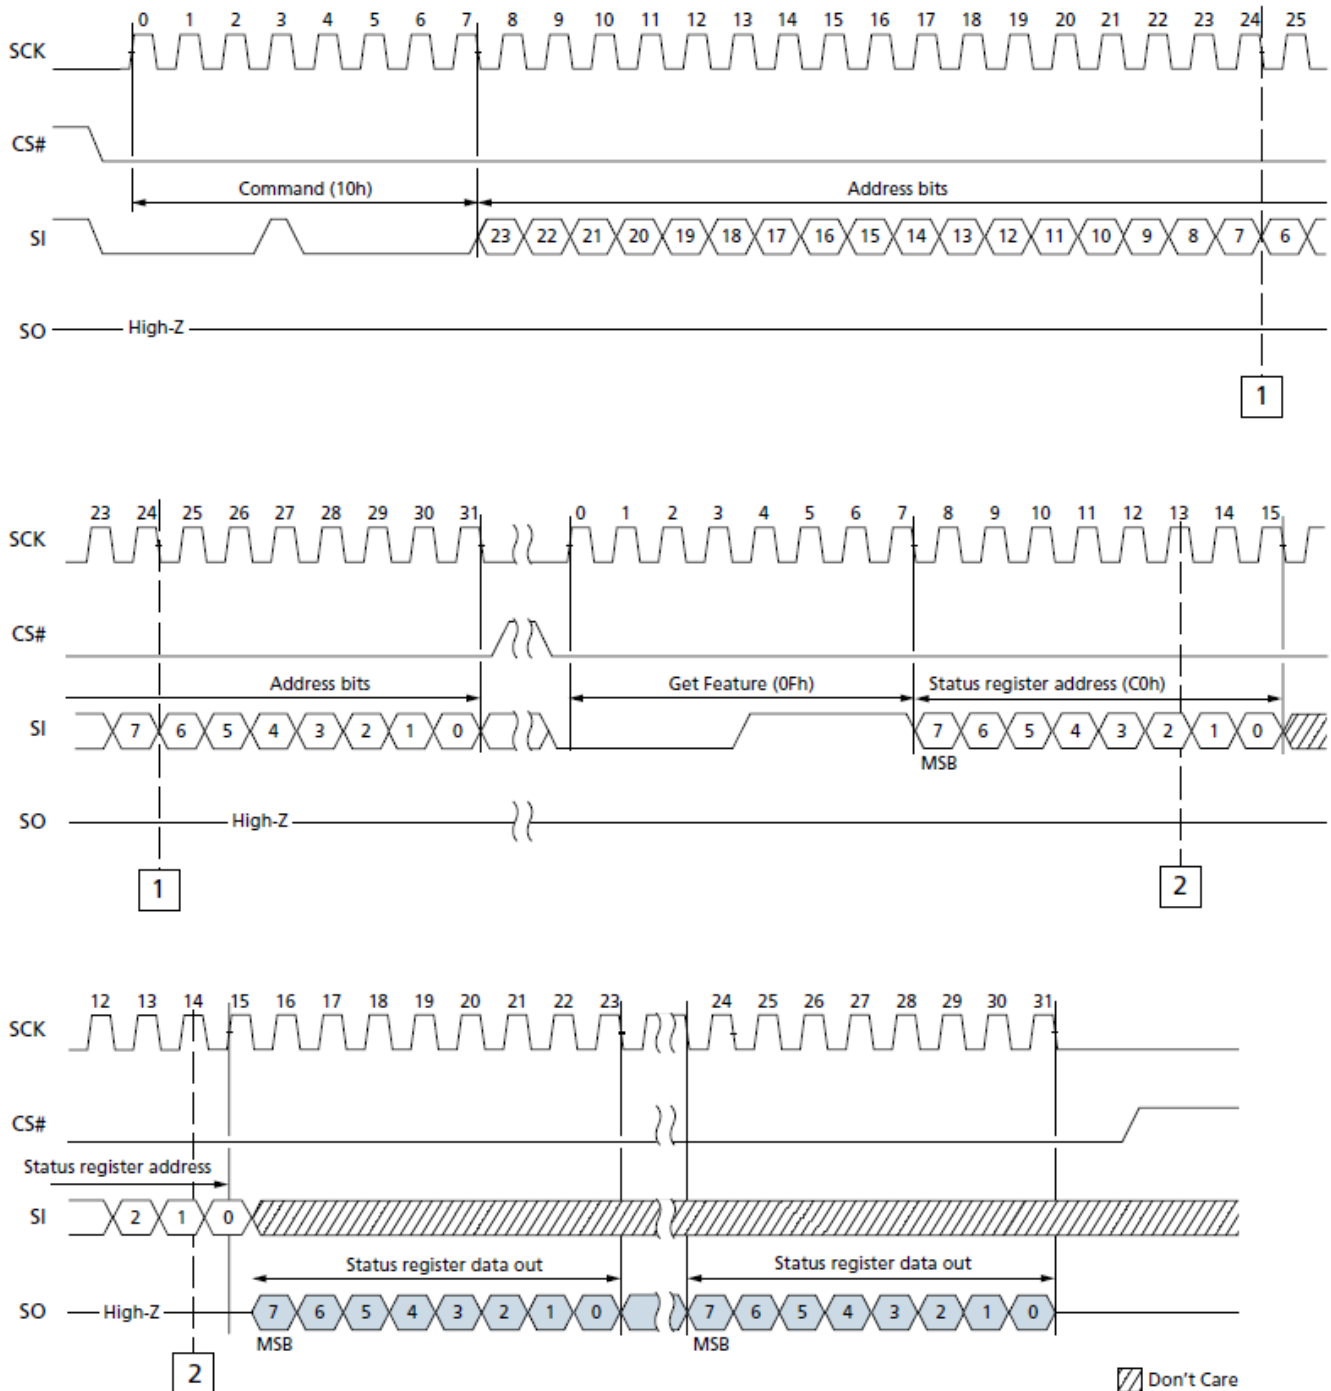 0 1 2 3 4 5 6 7 8 9 10 11 12 13 14 15 16 17 18 19 20 21 22 23 24 25
SCK
CS#
Command (10h) Address bits
SI 23 22 21 20 19 18 17 16 15 14 13 12 11 10 9 8 7 6
SO High-Z
1
23 24 25 26 27 28 29 30 31 0 1 2 3 4 5 6 7 8 9 10 11 12 13 14 15
SCK
CS#
Address bits Get Feature (0Fh) Status register address (C0h)
SI 7 6 5 4 3 2 1 0 7 6 5 4 3 2 1 0
MSB
SO High-Z
1 2
12 13 14 15 16 17 18 19 20 21 22 23 24 25 26 27 28 29 30 31
SCK
CS#
Status register address
SI 2 1 0
Status register data out Status register data out
SO High-Z 7 6 5 4 3 2 1 0 7 6 5 4 3 2 1 0
MSB MSB
2
Don't Care